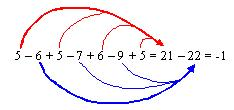 5 – 6 + 5 – 7 + 6 – 9 + 5 = 21 – 22 = -1